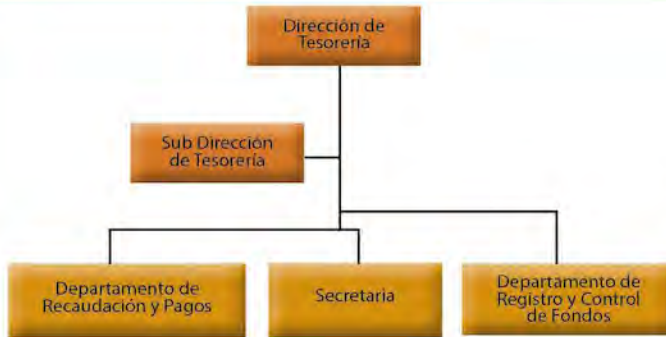 Dirección de
Tesorería
Sub Dirección
de Tesorería
Departamento de
Recaudación y Pagos
Secretaria
Departamento de
Registro y Control
de Fondos